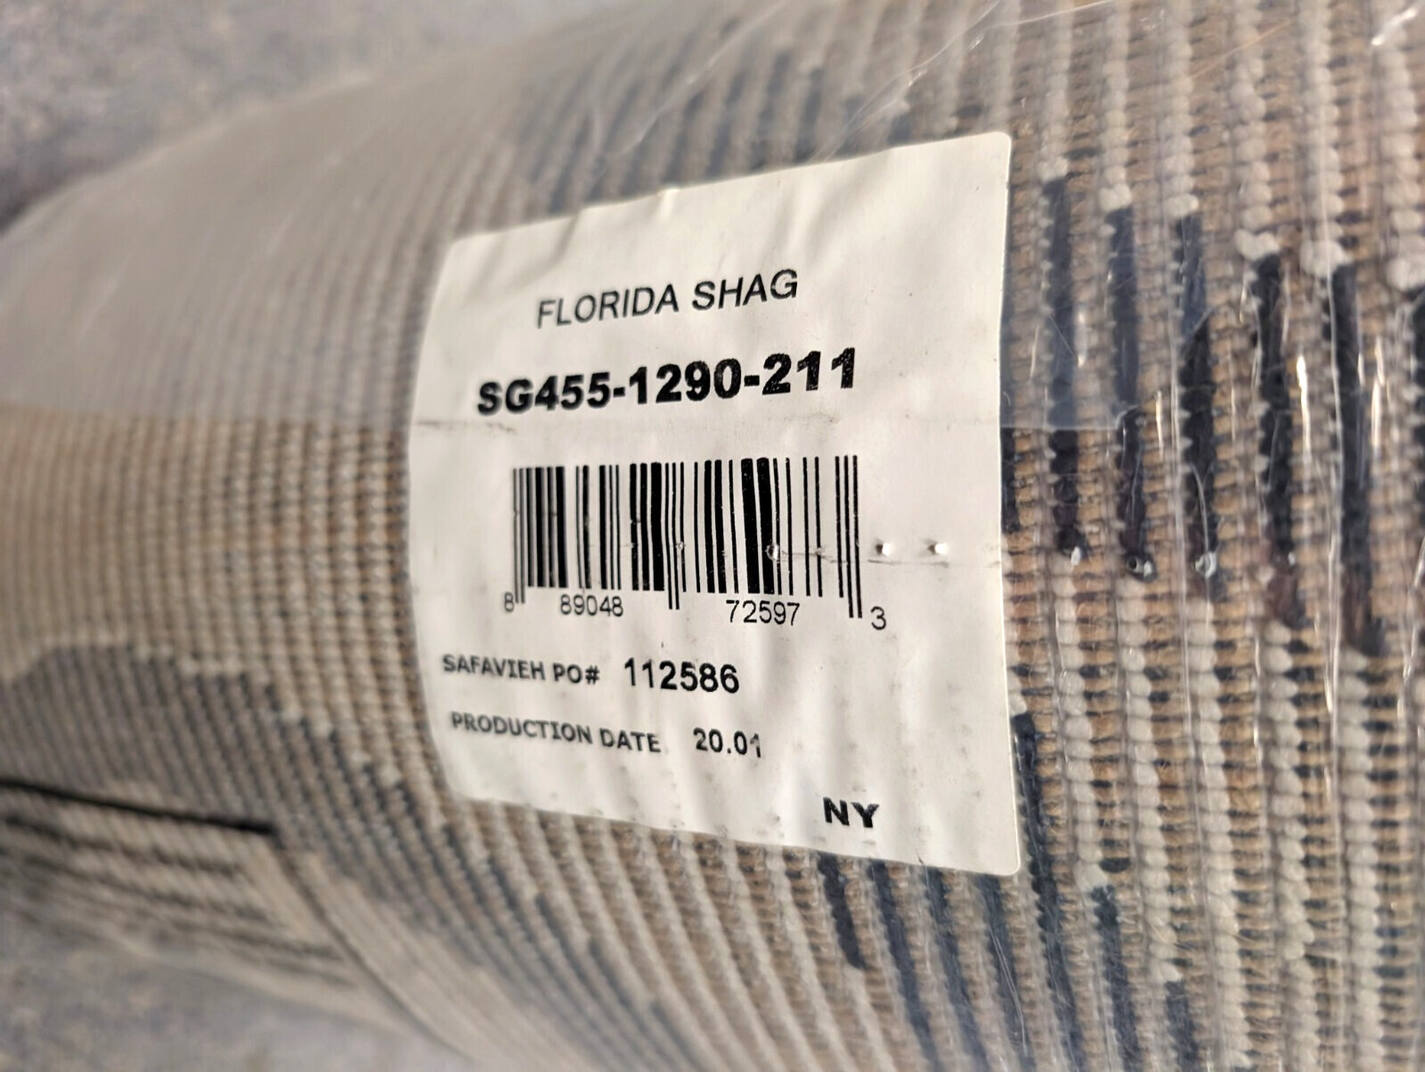 FLORIDA SHAG
SG455-1290-211
8 89048 72597 3
SAFAVIEH PO# 112586
PRODUCTION DATE 20.01
NY